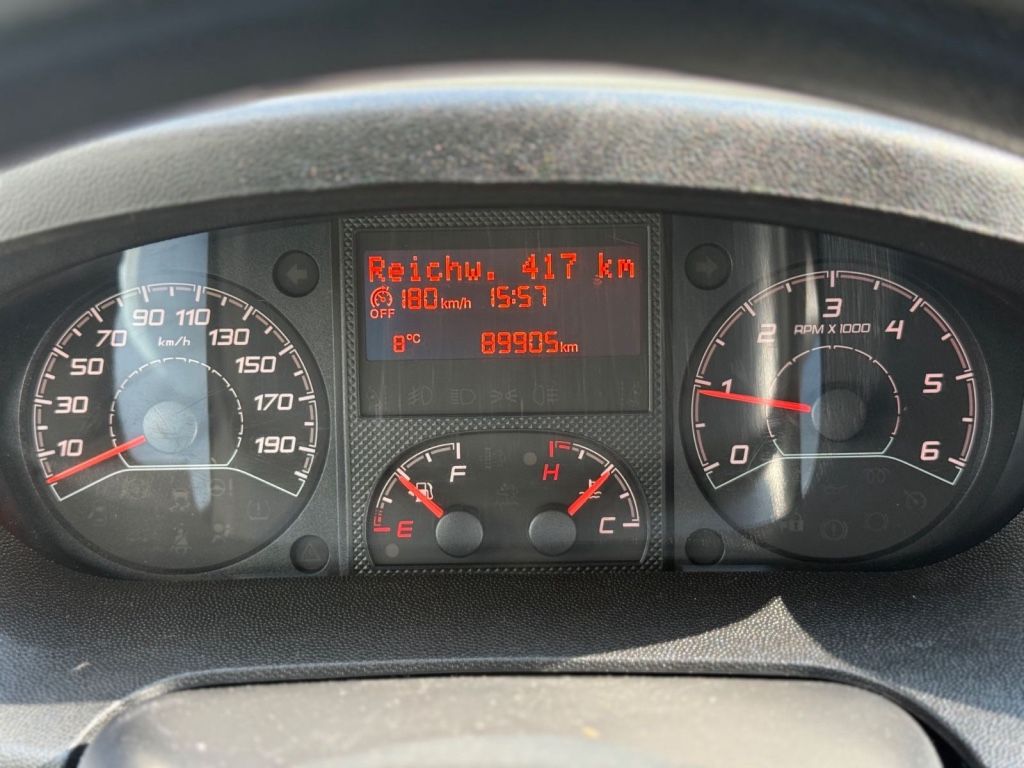 Reichw. 417 km
OFF 180 km/h 15:57
8°C 89905 km
10 30 50 70 90 110 130 150 170 190
km/h
E F
H C
0 1 2 3 4 5 6
RPM X 1000